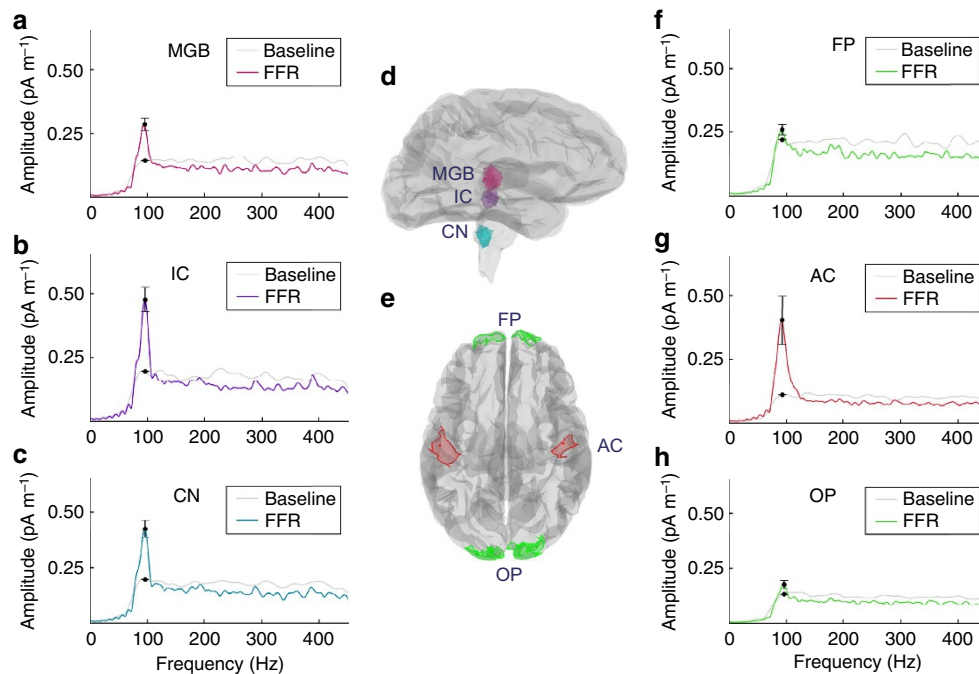 a
MGB
Baseline
FFR
Amplitude (pA m⁻¹)
0.50
0.25
0 100 200 300 400
b
IC
Baseline
FFR
Amplitude (pA m⁻¹)
0.50
0.25
0 100 200 300 400
c
CN
Baseline
FFR
Amplitude (pA m⁻¹)
0.50
0.25
0 100 200 300 400
Frequency (Hz)
d
MGB
IC
CN
e
FP
AC
OP
f
FP
Baseline
FFR
Amplitude (pA m⁻¹)
0.50
0.25
0 100 200 300 400
g
AC
Baseline
FFR
Amplitude (pA m⁻¹)
0.50
0.25
0 100 200 300 400
h
OP
Baseline
FFR
Amplitude (pA m⁻¹)
0.50
0.25
0 100 200 300 400
Frequency (Hz)